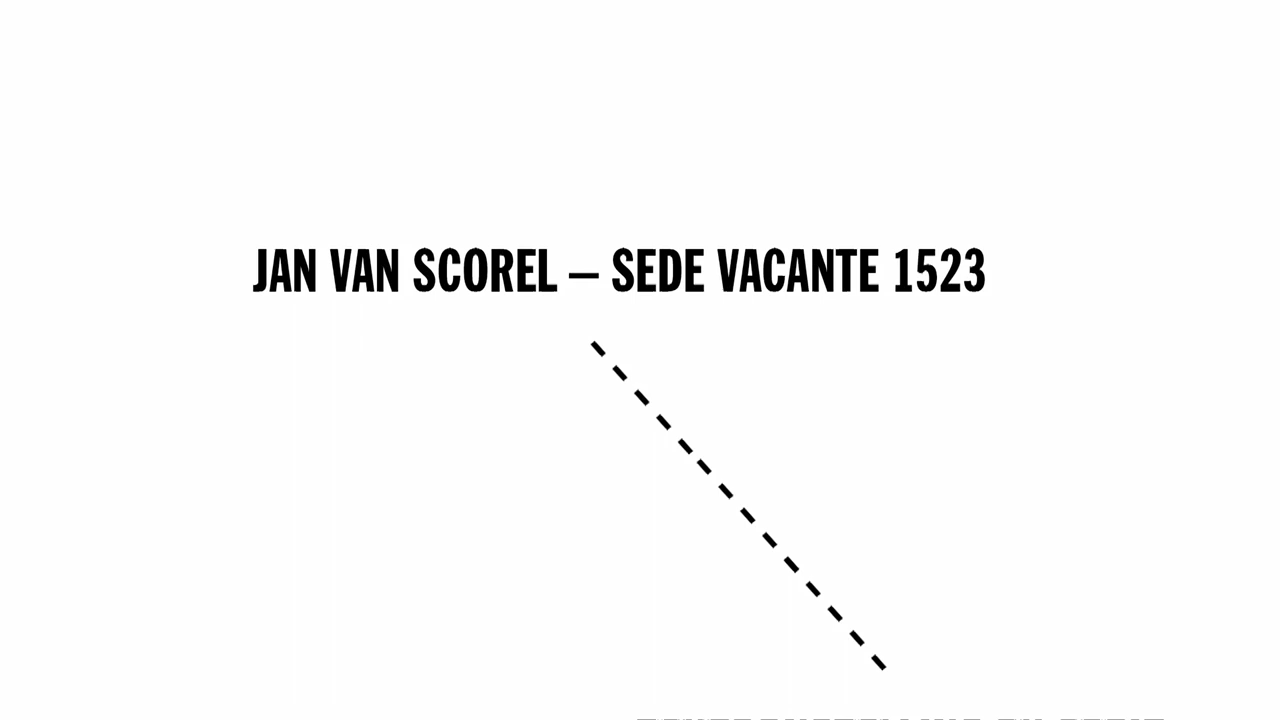 JAN VAN SCOREL – SEDE VACANTE 1523